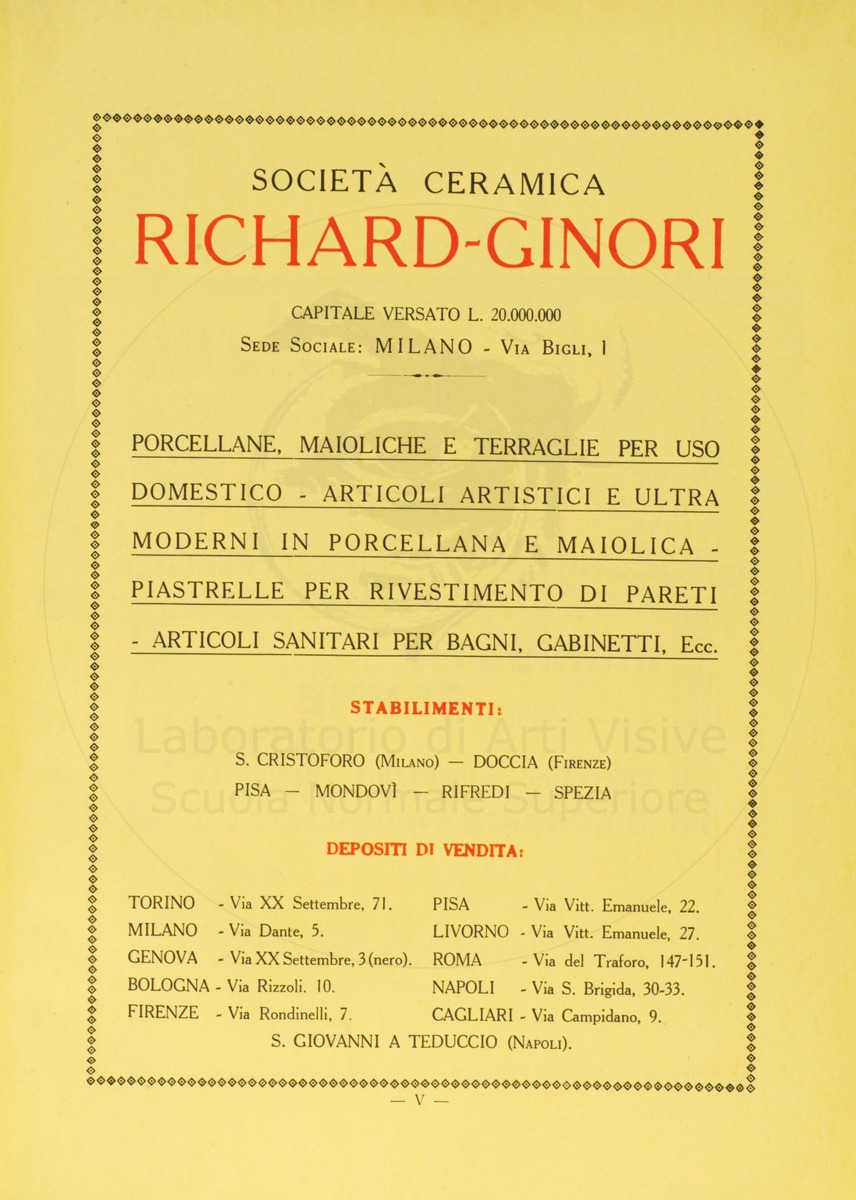 SOCIETÀ CERAMICA
RICHARD-GINORI
CAPITALE VERSATO L. 20.000.000
SEDE SOCIALE: MILANO - VIA BIGLI, 1
PORCELLANE, MAIOLICHE E TERRAGLIE PER USO
DOMESTICO - ARTICOLI ARTISTICI E ULTRA
MODERNI IN PORCELLANA E MAIOLICA -
PIASTRELLE PER RIVESTIMENTO DI PARETI
- ARTICOLI SANITARI PER BAGNI, GABINETTI, Ecc.
STABILIMENTI:
Laboratorio di Arti Visive
S. CRISTOFORO (MILANO) — DOCCIA (FIRENZE)
PISA — MONDOVÌ — RIFREDI — SPEZIA
Scuola Normale Superiore
DEPOSITI DI VENDITA:
TORINO - Via XX Settembre, 71.
MILANO - Via Dante, 5.
GENOVA - Via XX Settembre, 3 (nero).
BOLOGNA - Via Rizzoli. 10.
FIRENZE - Via Rondinelli, 7.
PISA - Via Vitt. Emanuele, 22.
LIVORNO - Via Vitt. Emanuele, 27.
ROMA - Via del Traforo, 147-151.
NAPOLI - Via S. Brigida, 30-33.
CAGLIARI - Via Campidano, 9.
S. GIOVANNI A TEDUCCIO (NAPOLI).
— V —